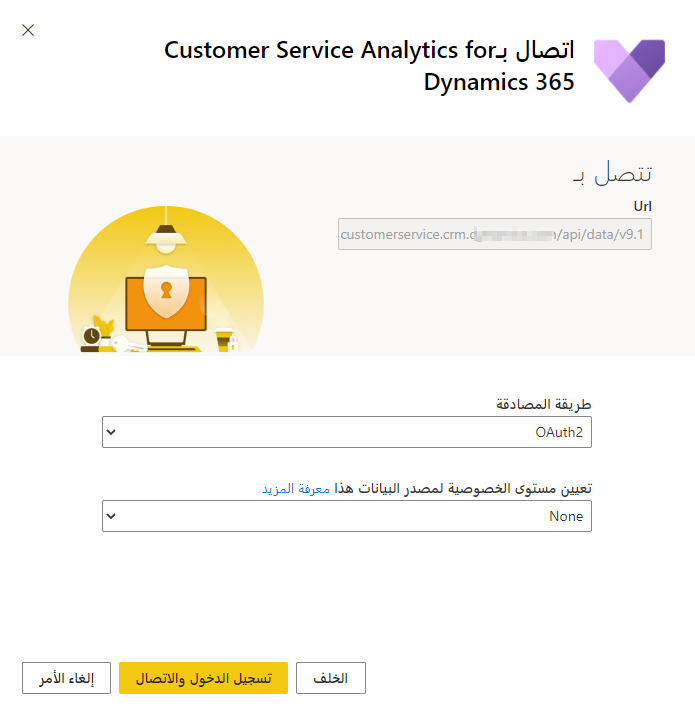 اتصال بـCustomer Service Analytics for
Dynamics 365
تتصل بـ
Url
customerservice.crm. /api/data/v9.1
طريقة المصادقة
OAuth2
تعيين مستوى الخصوصية لمصدر البيانات هذا معرفة المزيد
None
الخلف
تسجيل الدخول والاتصال
إلغاء الأمر